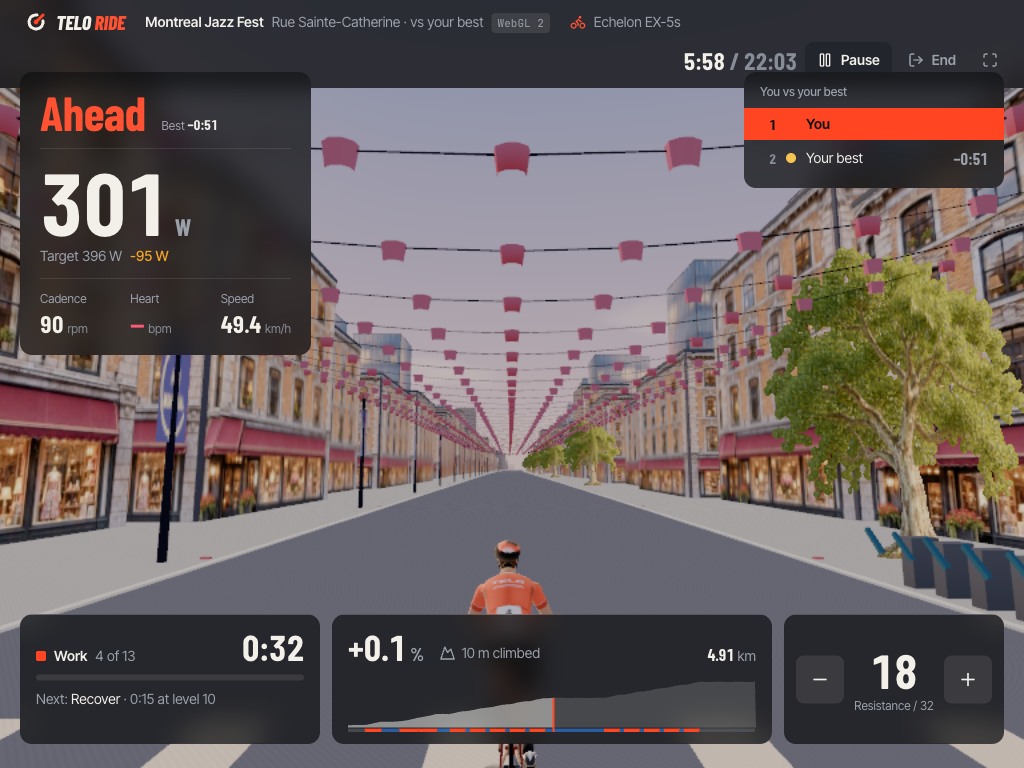 TELO RIDE Montreal Jazz Fest Rue Sainte-Catherine · vs your best WebGL 2 Echelon EX-5s
5:58 / 22:03 Pause End
Ahead Best −0:51
301 W
Target 396 W -95 W
Cadence Heart Speed
90 rpm – bpm 49.4 km/h
You vs your best
1 You
2 Your best −0:51
TELO
Work 4 of 13 0:32
Next: Recover · 0:15 at level 10
+0.1 % 10 m climbed 4.91 km
− 18 +
Resistance / 32